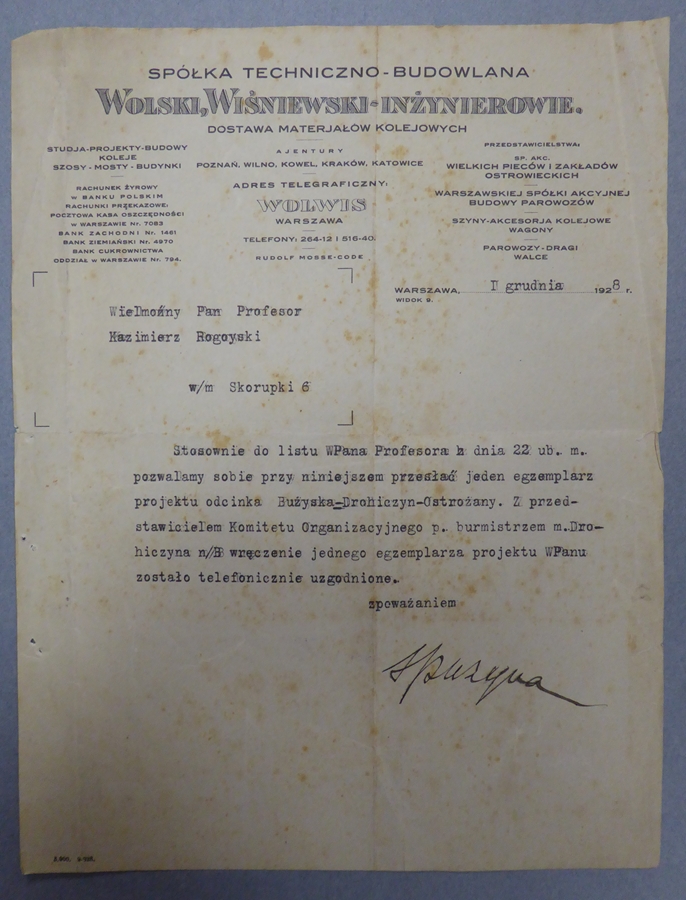 SPÓŁKA TECHNICZNO-BUDOWLANA
WOLSKI, WIŚNIEWSKI-INŻYNIEROWIE.
DOSTAWA MATERJAŁÓW KOLEJOWYCH
STUDJA-PROJEKTY-BUDOWY
KOLEJE
SZOSY - MOSTY - BUDYNKI
RACHUNEK ŻYROWY
W BANKU POLSKIM
RACHUNKI PRZEKAZOWE:
POCZTOWA KASA OSZCZĘDNOŚCI
W WARSZAWIE Nr. 7083
BANK ZACHODNI Nr. 1461
BANK ZIEMIAŃSKI Nr. 4970
BANK CUKROWNICTWA
ODDZIAŁ W WARSZAWIE Nr. 794.
AJENTURY
POZNAŃ, WILNO, KOWEL, KRAKÓW, KATOWICE
ADRES TELEGRAFICZNY:
WOLWIS
WARSZAWA
TELEFONY: 264-12 I 516-40.
RUDOLF MOSSE-CODE
PRZEDSTAWICIELSTWA:
SP. AKC.
WIELKICH PIECÓW I ZAKŁADÓW
OSTROWIECKICH
WARSZAWSKIEJ SPÓŁKI AKCYJNEJ
BUDOWY PAROWOZÓW
SZYNY-AKCESORJA KOLEJOWE
WAGONY
PAROWOZY-DRAGI
WALCE
WARSZAWA, I grudnia 1928 r.
WIDOK 9.
Wielmożny Pan Profesor
Kazimierz Rogoyski
w/m Skorupki 6
Stosownie do listu WPana Profesora z dnia 22 ub. m.
pozwalamy sobie przy niniejszem przesłać jeden egzemplarz
projektu odcinka Bużyska-Drohiczyn-Ostrożany. Z przed-
stawicielem Komitetu Organizacyjnego p. burmistrzem m.Dro-
hiczyna n/B wręczenie jednego egzemplarza projektu WPanu
zostało telefonicznie uzgodnione.
zpoważaniem